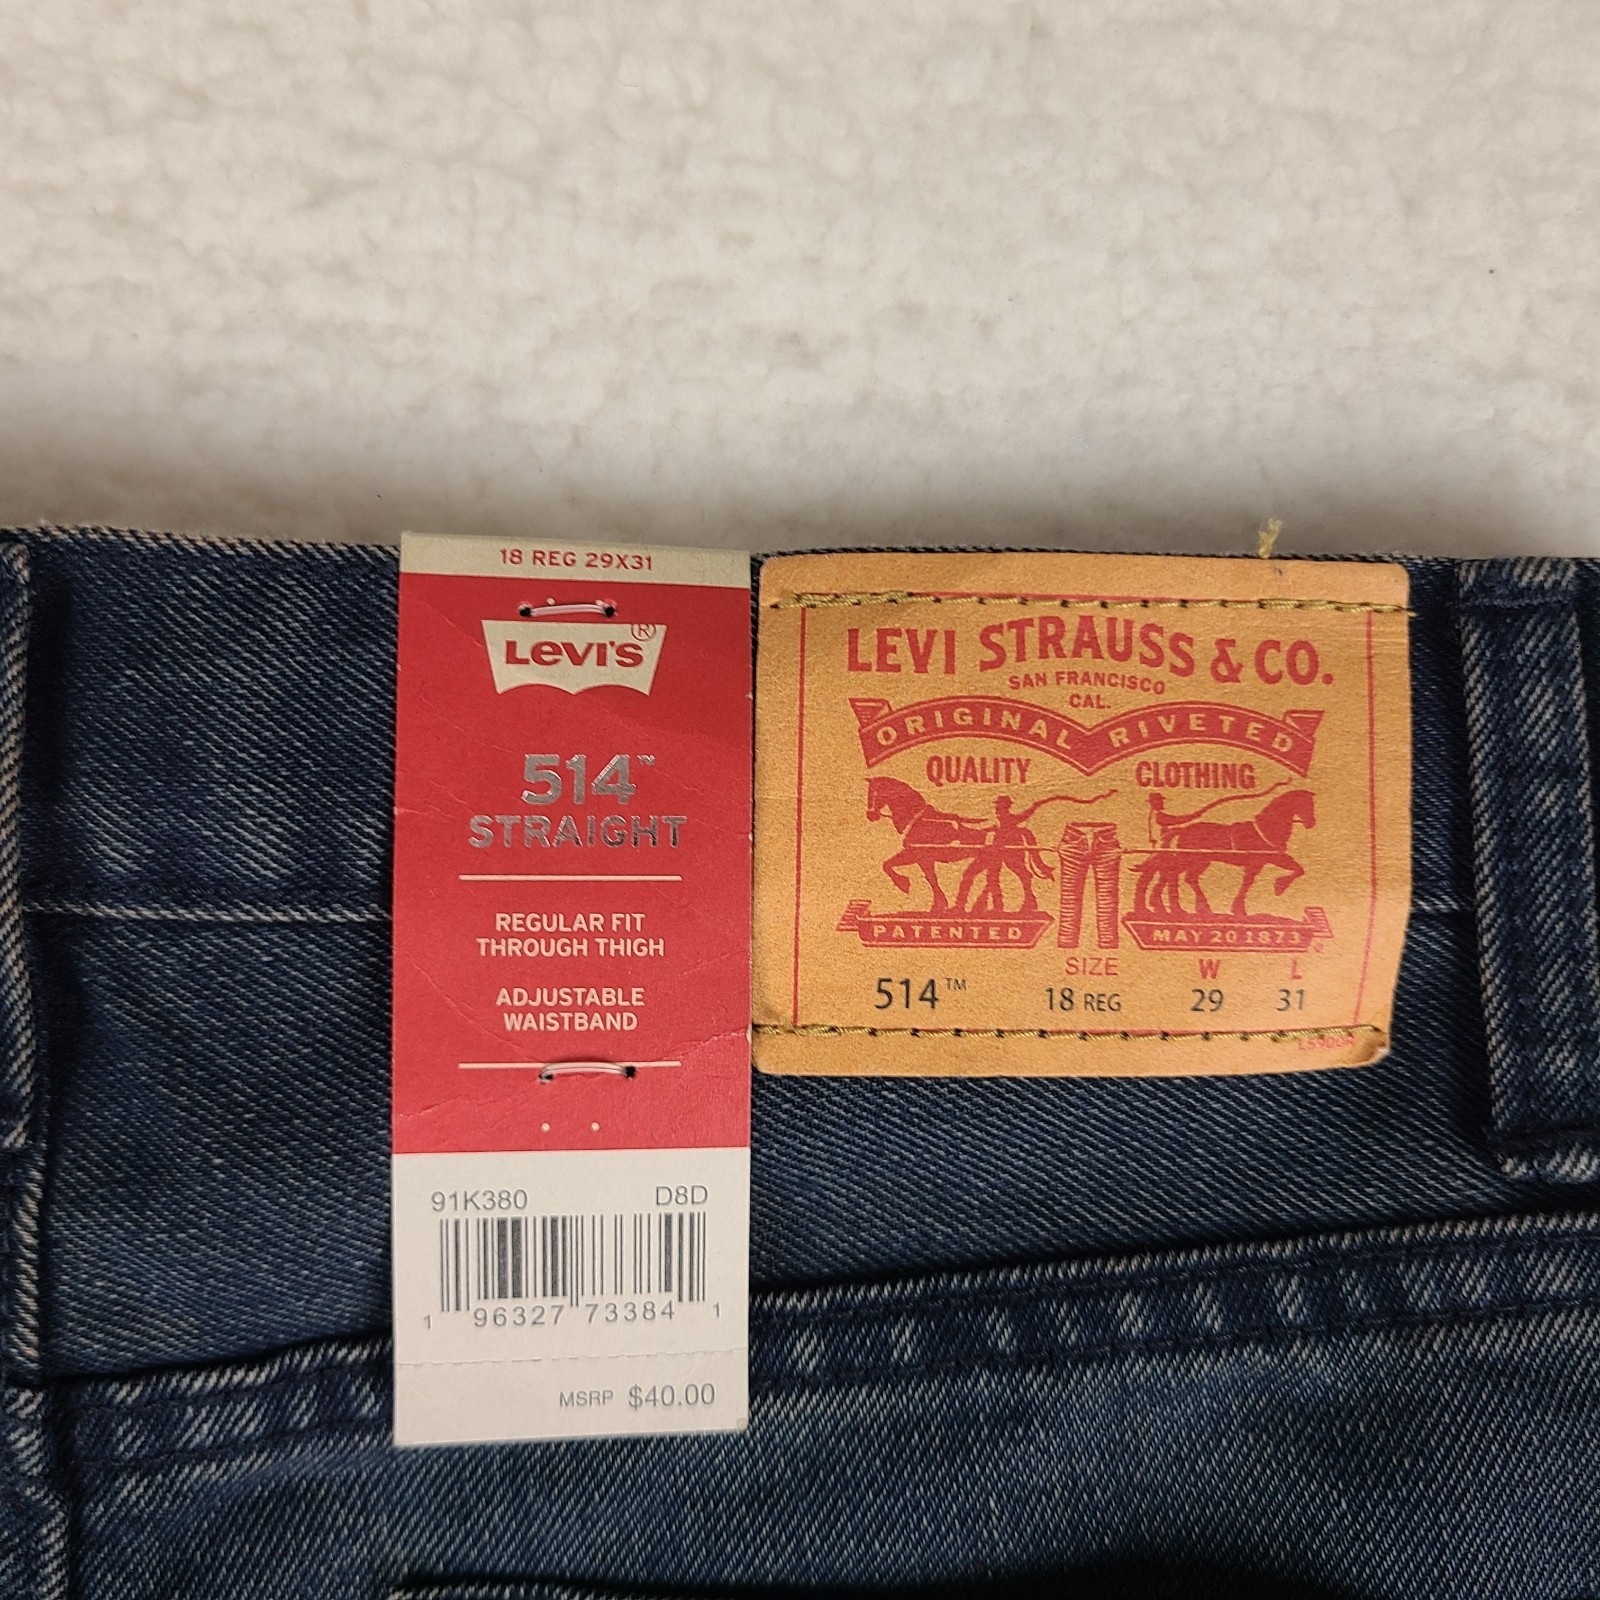 18 REG 29X31
Levi's ®
514™
STRAIGHT
REGULAR FIT
THROUGH THIGH
ADJUSTABLE
WAISTBAND
91K380 D8D
1 96327 73384 1
MSRP $40.00
LEVI STRAUSS & CO.
SAN FRANCISCO
CAL.
ORIGINAL RIVETED
QUALITY CLOTHING
PATENTED MAY 20 1873
SIZE W L
514™ 18 REG 29 31